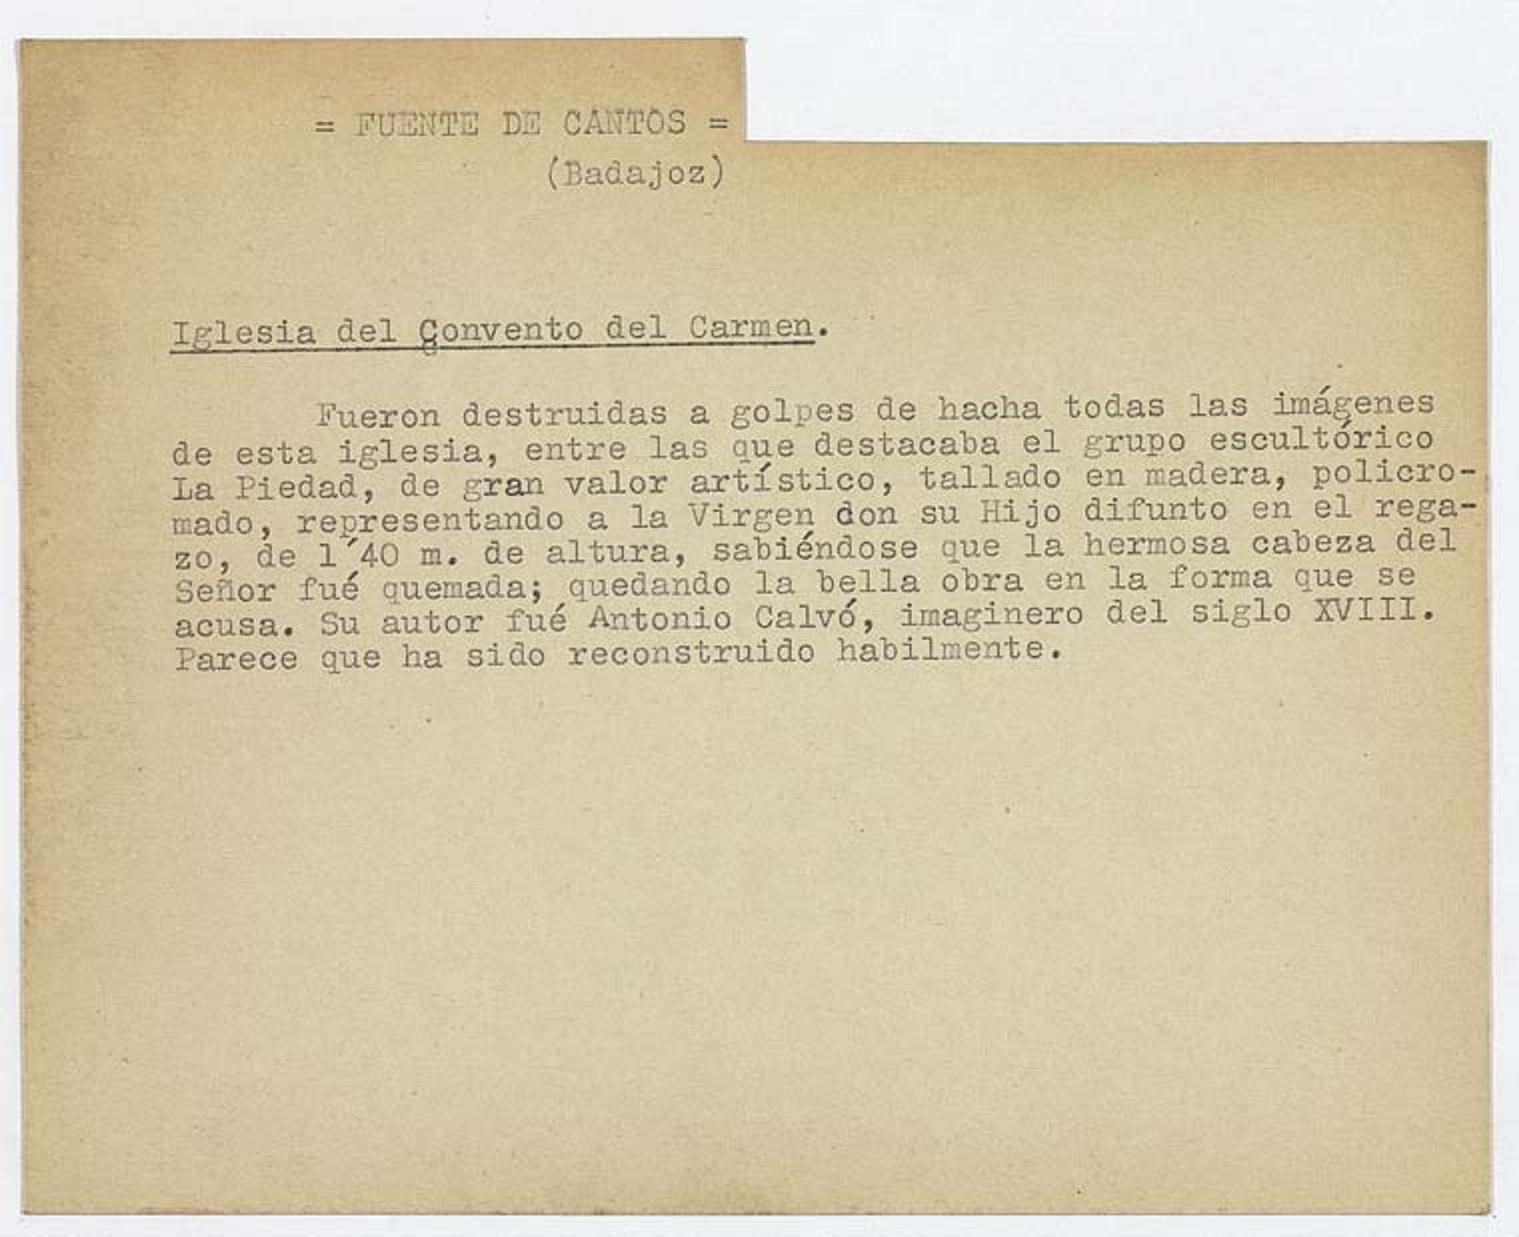 = FUENTE DE CANTOS =
(Badajoz)
Iglesia del Convento del Carmen.
Fueron destruidas a golpes de hacha todas las imágenes
de esta iglesia, entre las que destacaba el grupo escultórico
La Piedad, de gran valor artístico, tallado en madera, policro-
mado, representando a la Virgen don su Hijo difunto en el rega-
zo, de 1´40 m. de altura, sabiéndose que la hermosa cabeza del
Señor fué quemada; quedando la bella obra en la forma que se
acusa. Su autor fué Antonio Calvó, imaginero del siglo XVIII.
Parece que ha sido reconstruido habilmente.